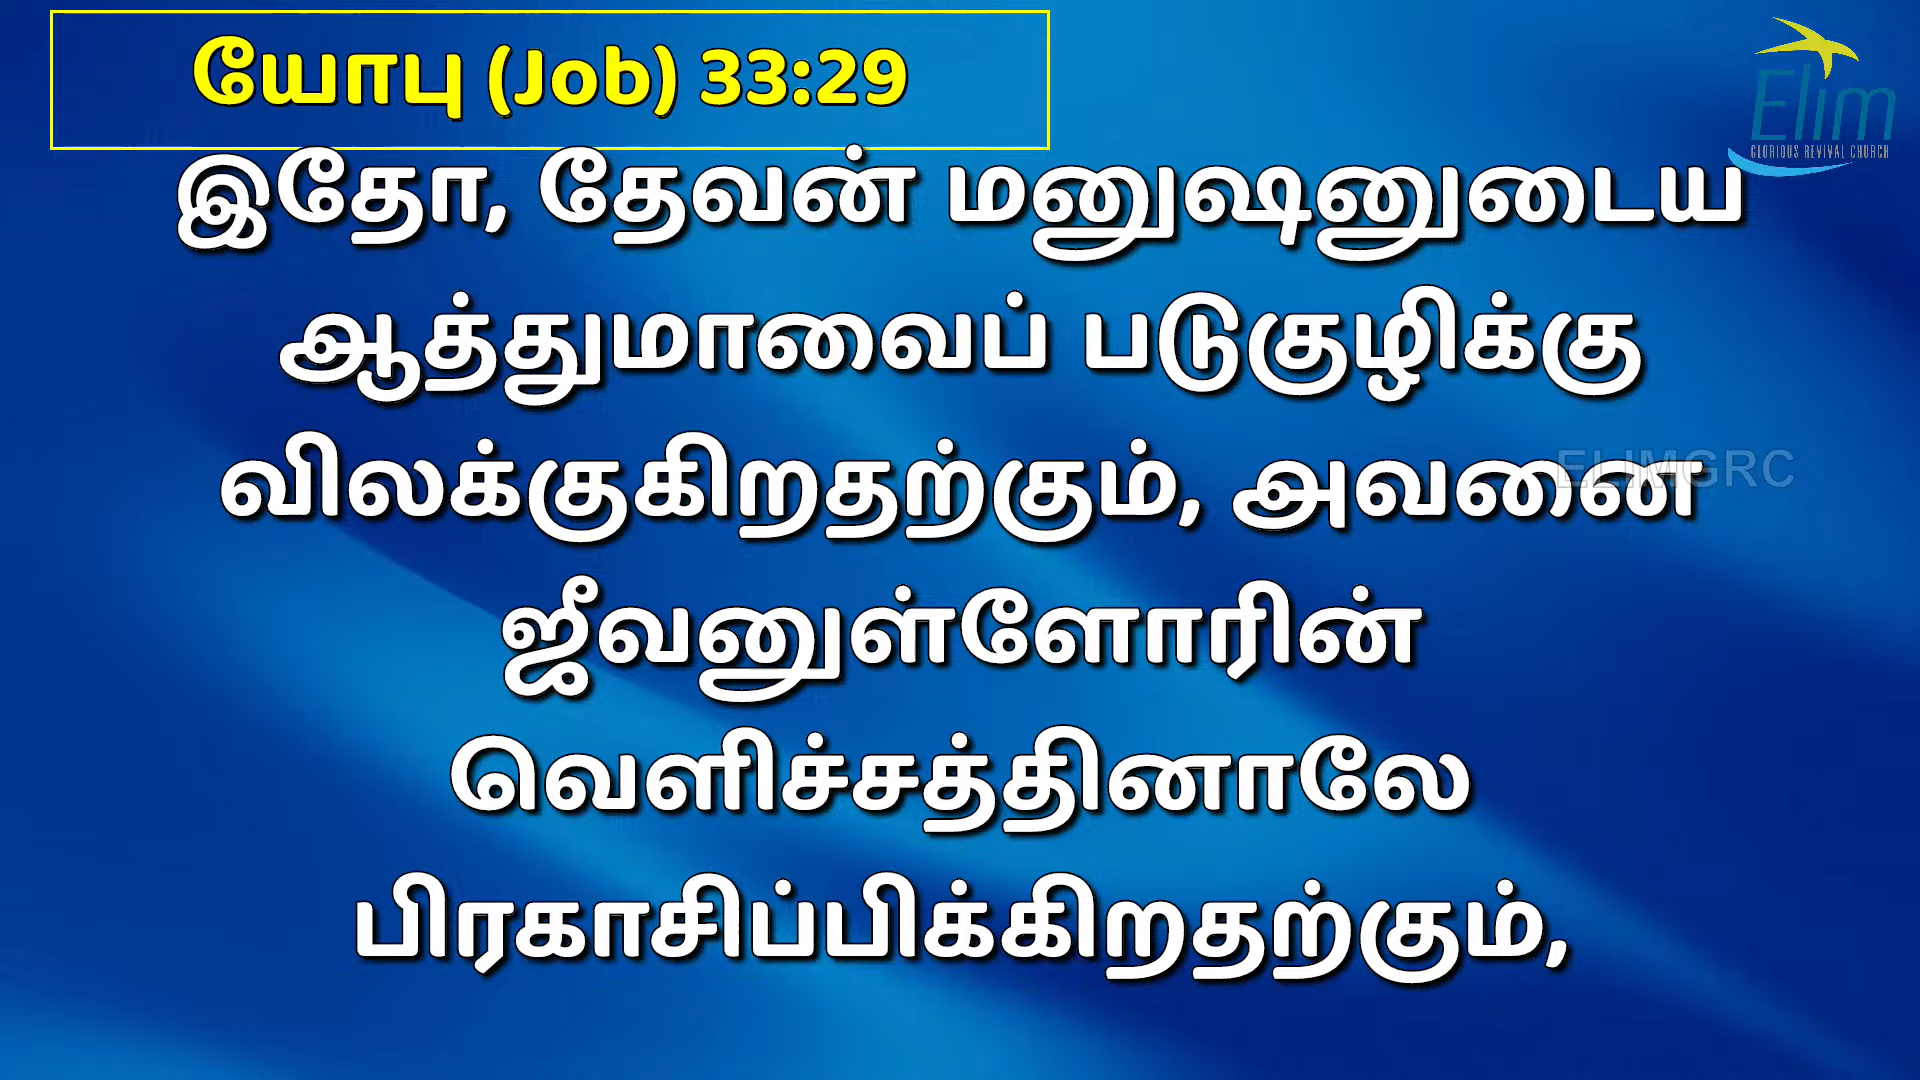 யோபு (Job) 33:29
Elim
GLORIOUS REVIVAL CHURCH
இதோ, தேவன் மனுஷனுடைய
ஆத்துமாவைப் படுகுழிக்கு
விலக்குகிறதற்கும், அவனை
ELIMGRC
ஜீவனுள்ளோரின்
வெளிச்சத்தினாலே
பிரகாசிப்பிக்கிறதற்கும்,